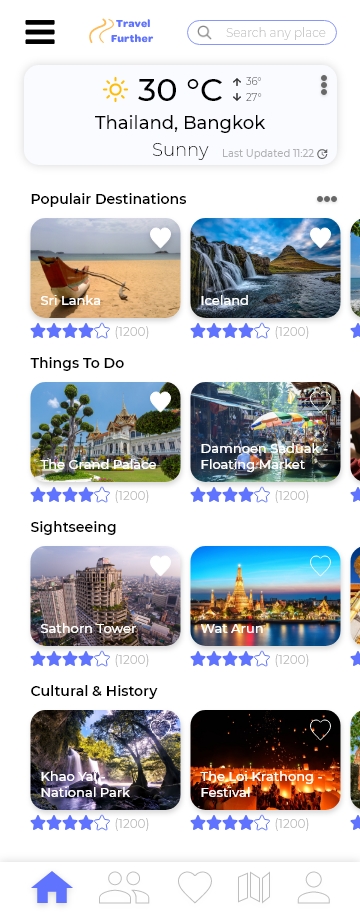 Travel
Further
Search any place
30 °C
36°
27°
Thailand, Bangkok
Sunny
Last Updated 11:22
Populair Destinations
Sri Lanka
Iceland
(1200)
(1200)
Things To Do
The Grand Palace
Damnoen Saduak -
Floating Market
(1200)
(1200)
Sightseeing
Sathorn Tower
Wat Arun
(1200)
(1200)
Cultural & History
Khao Yai -
National Park
The Loi Krathong -
Festival
(1200)
(1200)